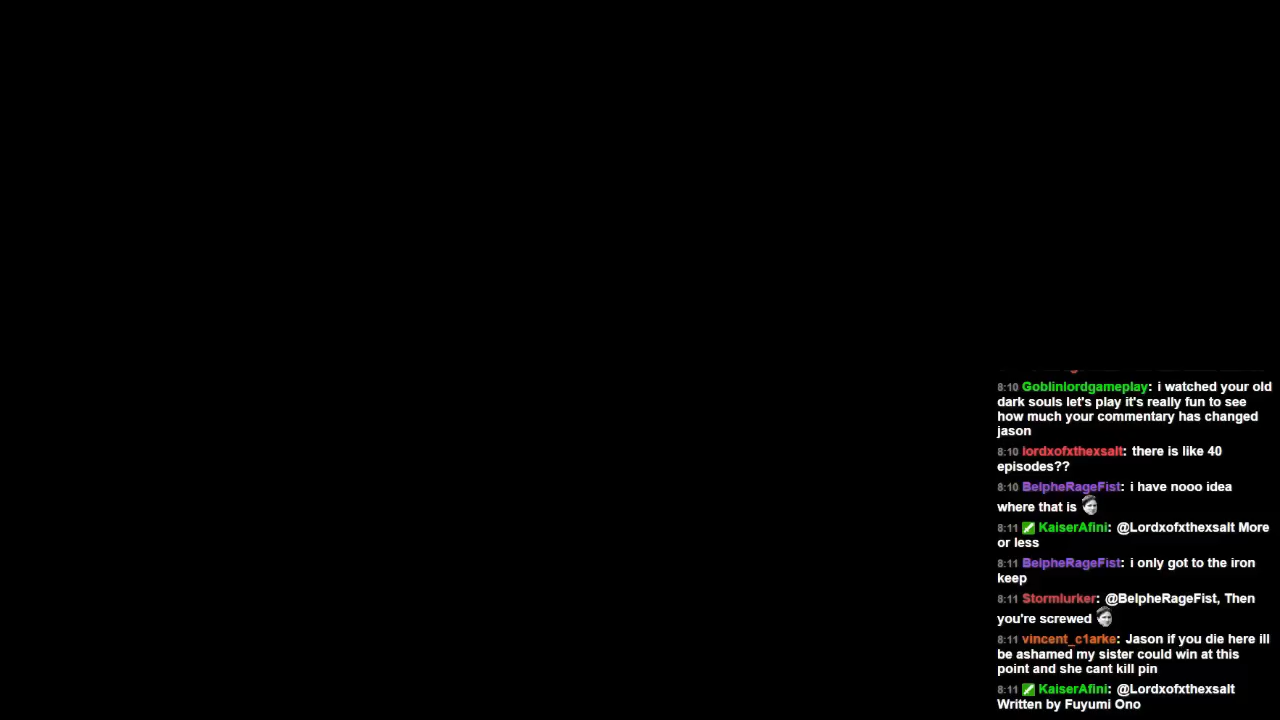 8:10 Goblinlordgameplay: i watched your old
dark souls let's play it's really fun to see
how much your commentary has changed
jason
8:10 lordxofxthexsalt: there is like 40
episodes??
8:10 BelpheRageFist: i have nooo idea
where that is
8:11 KaiserAfini: @Lordxofxthexsalt More
or less
8:11 BelpheRageFist: i only got to the iron
keep
8:11 Stormlurker: @BelpheRageFist, Then
you're screwed
8:11 vincent_c1arke: Jason if you die here ill
be ashamed my sister could win at this
point and she cant kill pin
8:11 KaiserAfini: @Lordxofxthexsalt
Written by Fuyumi Ono